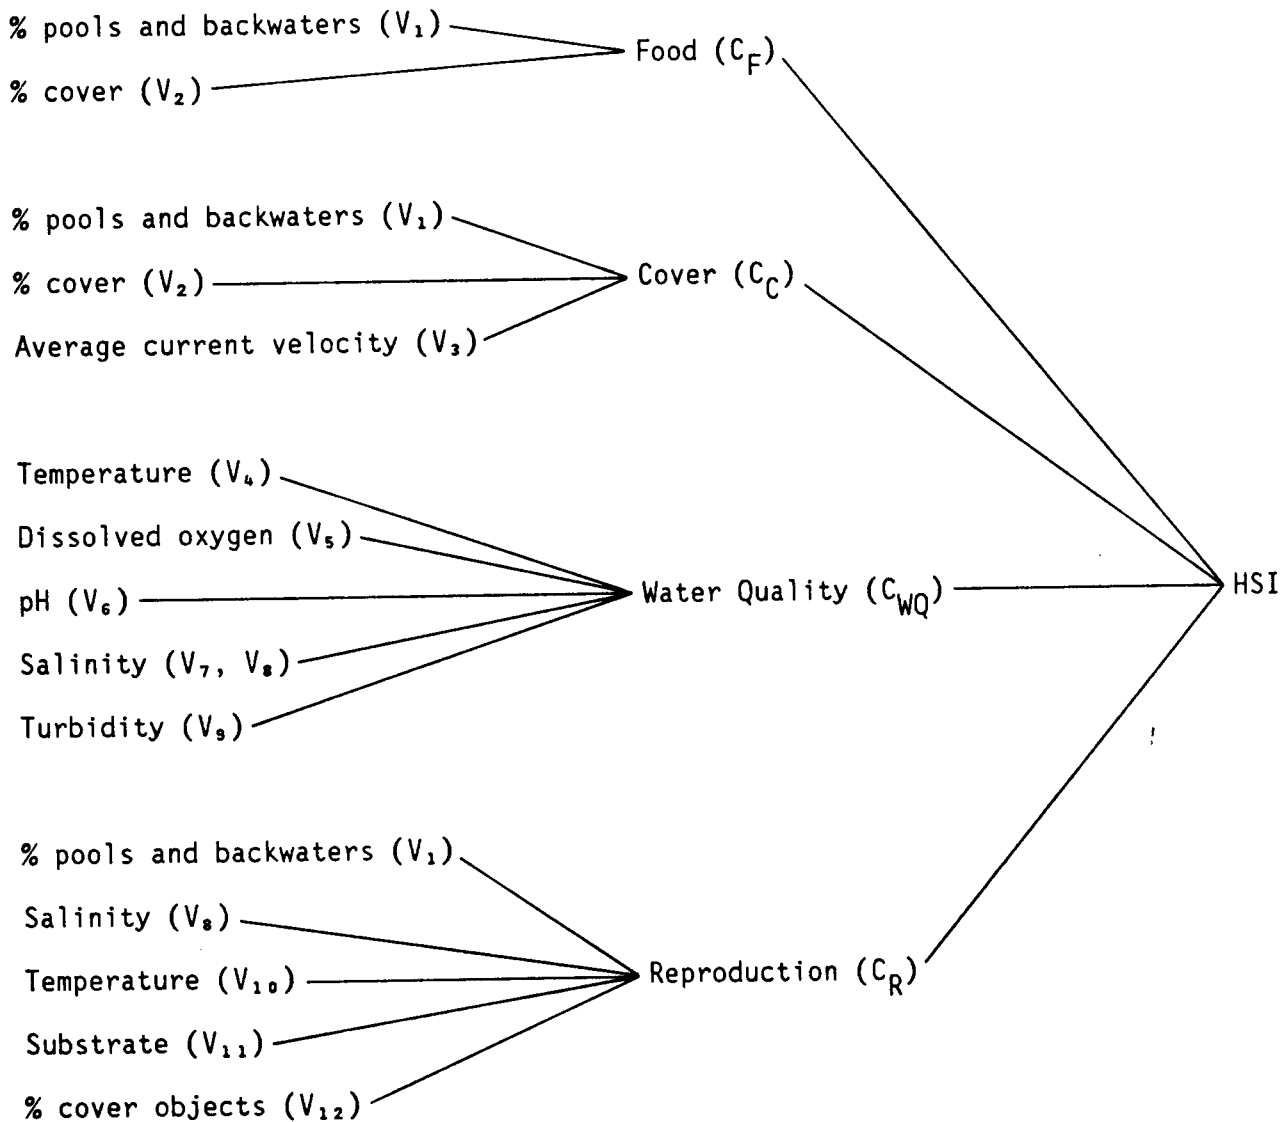 % pools and backwaters (V₁)
% cover (V₂)
Food (C_F)
% pools and backwaters (V₁)
% cover (V₂)
Average current velocity (V₃)
Cover (C_C)
Temperature (V₄)
Dissolved oxygen (V₅)
pH (V₆)
Salinity (V₇, V₈)
Turbidity (V₉)
Water Quality (C_WQ)
HSI
% pools and backwaters (V₁)
Salinity (V₈)
Temperature (V₁₀)
Substrate (V₁₁)
% cover objects (V₁₂)
Reproduction (C_R)